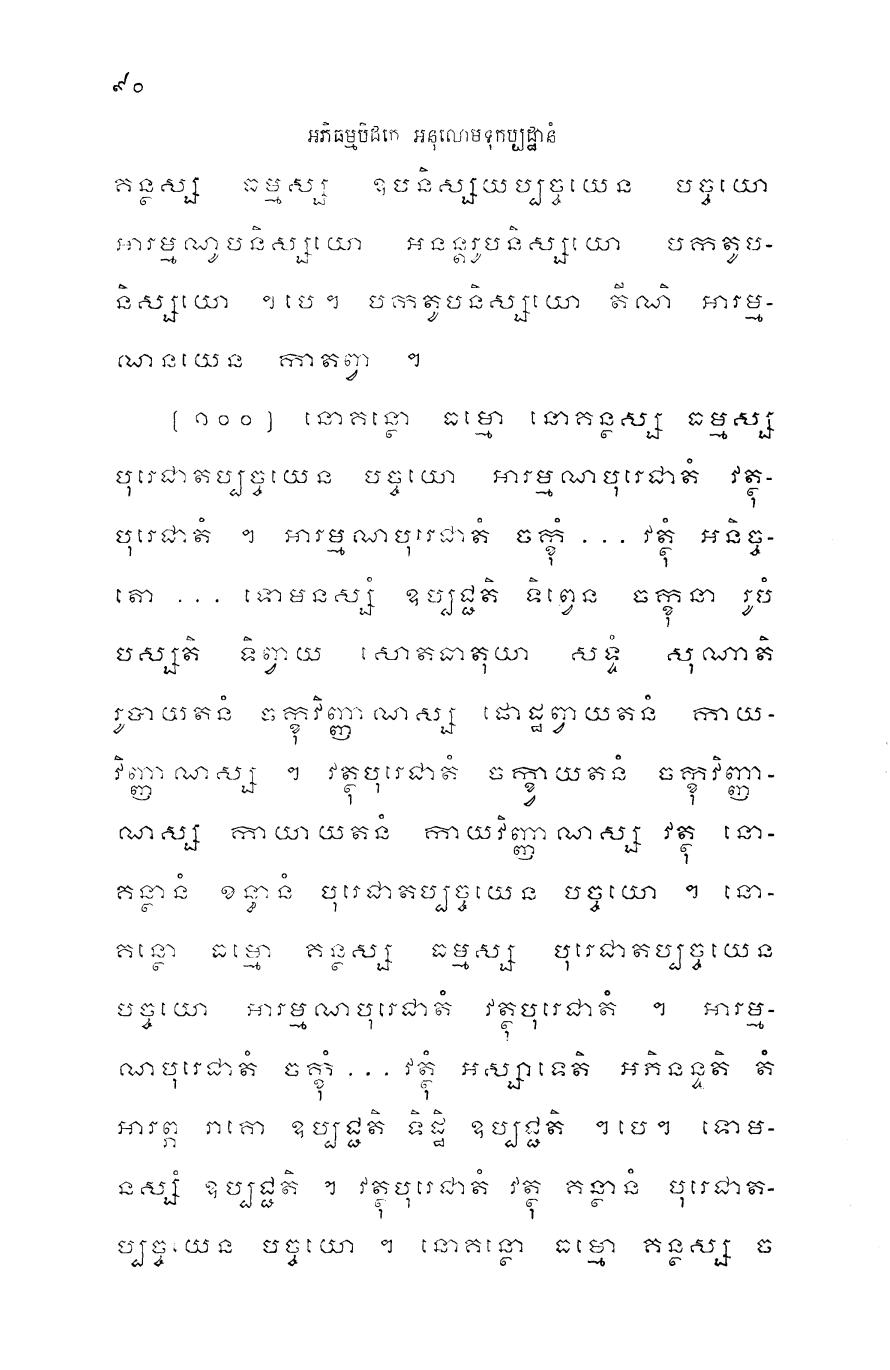 ៩០
អភិធម្មបិដកេ អនុលោមទុកប្បដ្ឋានំ
គន្ថស្ស ធម្មស្ស ឧបនិស្សយប្បច្ចយេន បច្ចយោ
អារម្មណូបនិស្សយោ អនន្តរូបនិស្សយោ បកតូប-
និស្សយោ ។ បេ ។ បកតូបនិស្សយោ តីណិ អារម្ម-
ណនយេន កាតព្វា ។
[ ១០០ ] នោគន្ថោ ធម្មោ នោគន្ថស្ស ធម្មស្ស
បុរេជាតប្បច្ចយេន បច្ចយោ អារម្មណបុរេជាតំ វត្ថុ-
បុរេជាតំ ។ អារម្មណបុរេជាតំ ចក្ខុំ ... វត្ថុំ អនិច្ច-
តោ ... ទោមនស្សំ ឧប្បជ្ជតិ ទិព្វេន ចក្ខុនា រូបំ
បស្សតិ ទិព្វាយ សោតធាតុយា សទ្ទំ សុណាតិ
រូបាយតនំ ចក្ខុវិញ្ញាណស្ស ផោដ្ឋព្វាយតនំ កាយ-
វិញ្ញាណស្ស ។ វត្ថុបុរេជាតំ ចក្ខ្វាយតនំ ចក្ខុវិញ្ញា-
ណស្ស កាយាយតនំ កាយវិញ្ញាណស្ស វត្ថុ នោ-
គន្ថានំ ខន្ធានំ បុរេជាតប្បច្ចយេន បច្ចយោ ។ នោ-
គន្ថោ ធម្មោ គន្ថស្ស ធម្មស្ស បុរេជាតប្បច្ចយេន
បច្ចយោ អារម្មណបុរេជាតំ វត្ថុបុរេជាតំ ។ អារម្ម-
ណបុរេជាតំ ចក្ខុំ ... វត្ថុំ អស្សាទេតិ អភិនន្ទតិ តំ
អារព្ភ រាគោ ឧប្បជ្ជតិ ទិដ្ឋិ ឧប្បជ្ជតិ ។ បេ ។ ទោម-
នស្សំ ឧប្បជ្ជតិ ។ វត្ថុបុរេជាតំ វត្ថុ គន្ថានំ បុរេជាត-
ប្បច្ចយេន បច្ចយោ ។ នោគន្ថោ ធម្មោ គន្ថស្ស ច